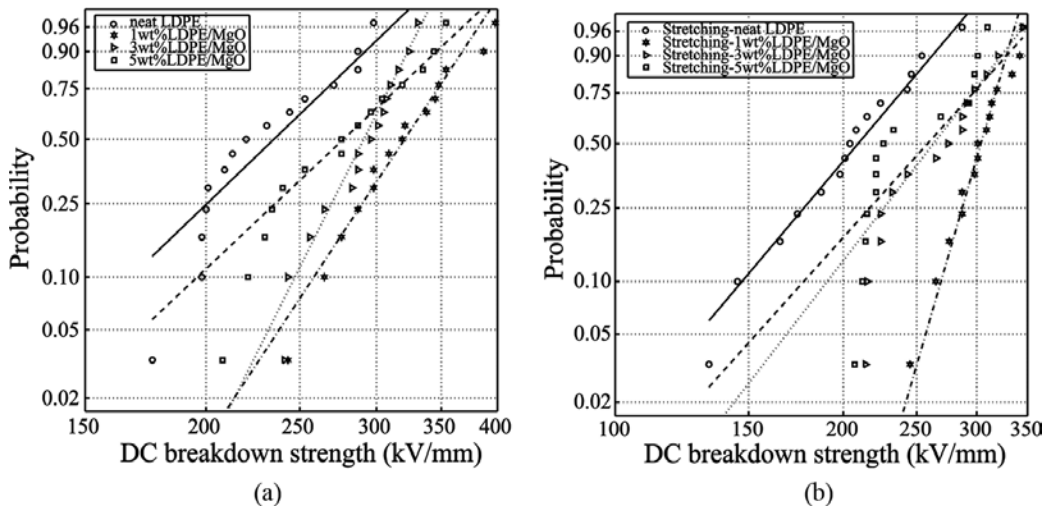 neat LDPE
1wt%LDPE/MgO
3wt%LDPE/MgO
5wt%LDPE/MgO
0.96
0.90
0.75
0.50
0.25
0.10
0.05
0.02
Probability
150 200 250 300 350 400
DC breakdown strength (kV/mm)
(a)
Stretching-neat LDPE
Stretching-1wt%LDPE/MgO
Stretching-3wt%LDPE/MgO
Stretching-5wt%LDPE/MgO
0.96
0.90
0.75
0.50
0.25
0.10
0.05
0.02
Probability
100 150 200 250 300 350
DC breakdown strength (kV/mm)
(b)